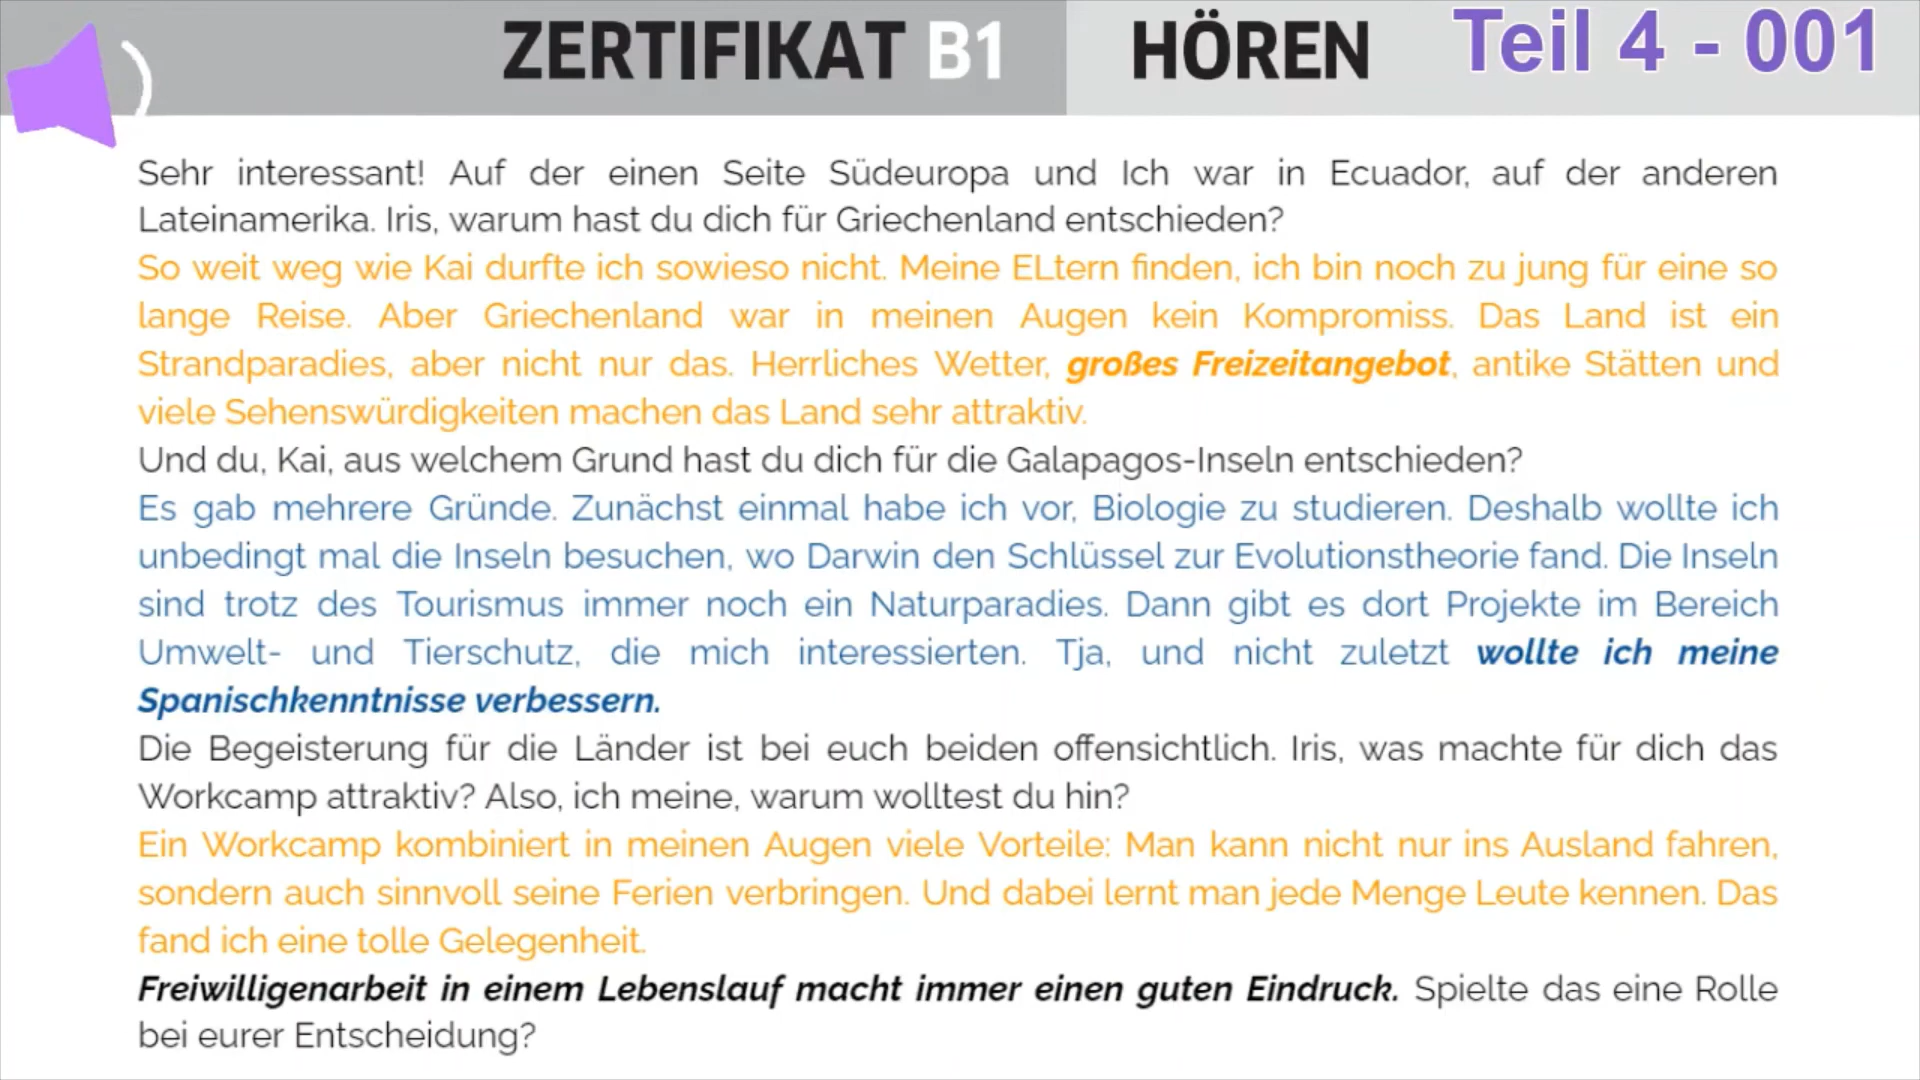 ZERTIFIKAT B1 HÖREN Teil 4 - 001
Sehr interessant! Auf der einen Seite Südeuropa und Ich war in Ecuador, auf der anderen
Lateinamerika. Iris, warum hast du dich für Griechenland entschieden?
So weit weg wie Kai durfte ich sowieso nicht. Meine ELtern finden, ich bin noch zu jung für eine so
lange Reise. Aber Griechenland war in meinen Augen kein Kompromiss. Das Land ist ein
Strandparadies, aber nicht nur das. Herrliches Wetter, großes Freizeitangebot, antike Stätten und
viele Sehenswürdigkeiten machen das Land sehr attraktiv.
Und du, Kai, aus welchem Grund hast du dich für die Galapagos-Inseln entschieden?
Es gab mehrere Gründe. Zunächst einmal habe ich vor, Biologie zu studieren. Deshalb wollte ich
unbedingt mal die Inseln besuchen, wo Darwin den Schlüssel zur Evolutionstheorie fand. Die Inseln
sind trotz des Tourismus immer noch ein Naturparadies. Dann gibt es dort Projekte im Bereich
Umwelt- und Tierschutz, die mich interessierten. Tja, und nicht zuletzt wollte ich meine
Spanischkenntnisse verbessern.
Die Begeisterung für die Länder ist bei euch beiden offensichtlich. Iris, was machte für dich das
Workcamp attraktiv? Also, ich meine, warum wolltest du hin?
Ein Workcamp kombiniert in meinen Augen viele Vorteile: Man kann nicht nur ins Ausland fahren,
sondern auch sinnvoll seine Ferien verbringen. Und dabei lernt man jede Menge Leute kennen. Das
fand ich eine tolle Gelegenheit.
Freiwilligenarbeit in einem Lebenslauf macht immer einen guten Eindruck. Spielte das eine Rolle
bei eurer Entscheidung?